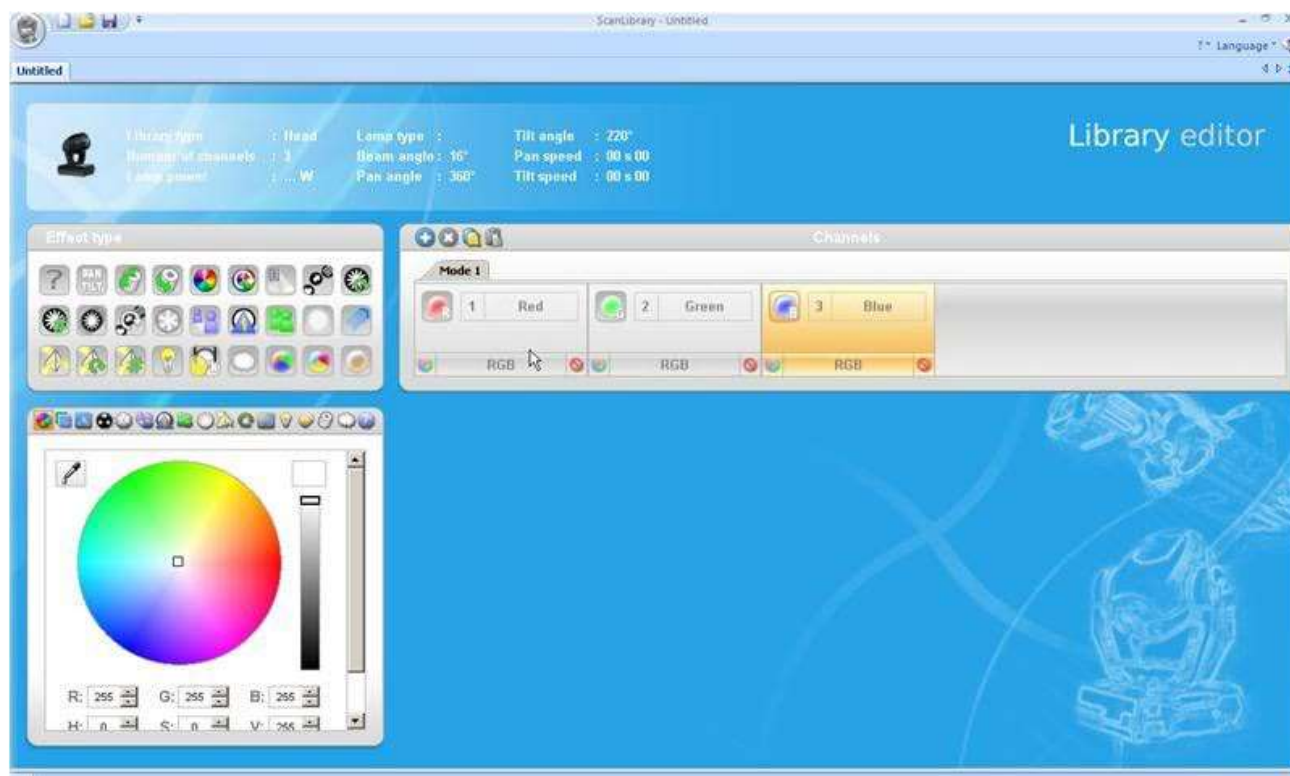 ScanLibrary - Untitled
? Language
Untitled
Library type : Head Lamp type : Tilt angle : 220°
Number of channels : 3 Beam angle : 16° Pan speed : 00 s 00
Lamp power : ... W Pan angle : 360° Tilt speed : 00 s 00
Library editor
Effect type
Channels
PAN TILT
Mode 1
1 Red 2 Green 3 Blue
RGB RGB RGB
R: 255 G: 255 B: 255
H: 0 S: 0 V: 255